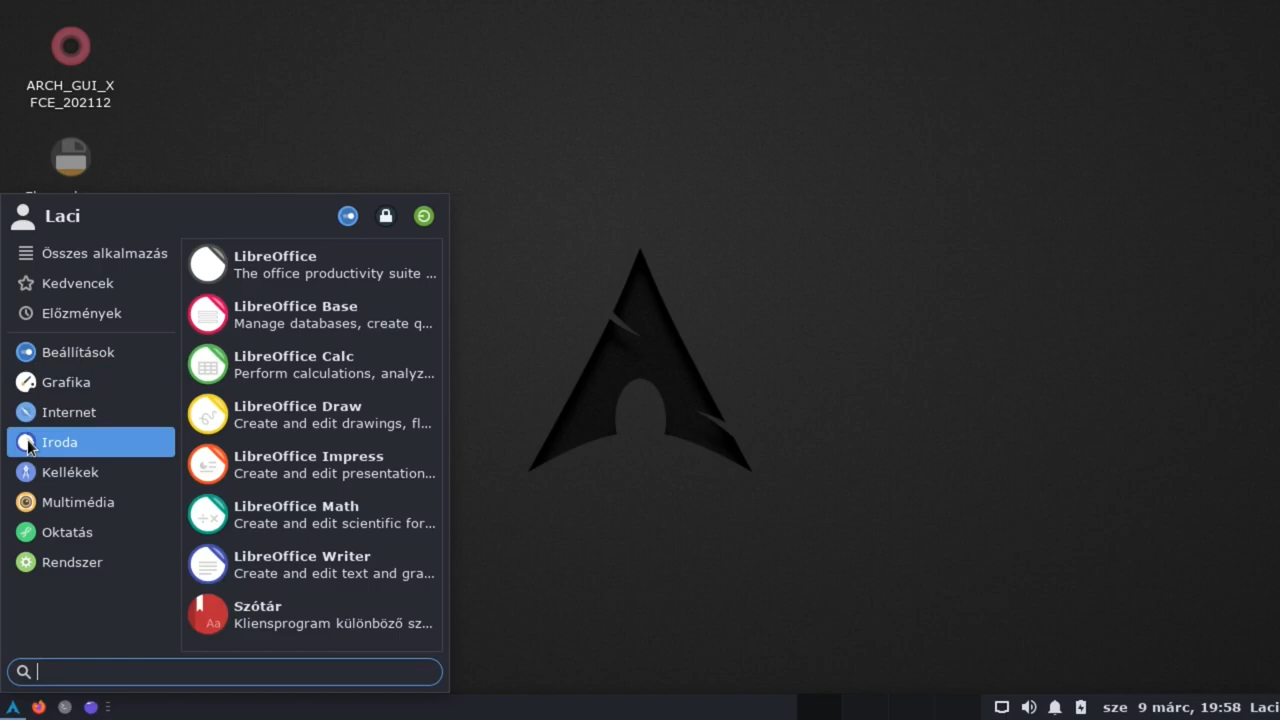 ARCH_GUI_X
FCE_202112
Laci
Összes alkalmazás
Kedvencek
Előzmények
Beállítások
Grafika
Internet
Iroda
Kellékek
Multimédia
Oktatás
Rendszer
LibreOffice
The office productivity suite ...
LibreOffice Base
Manage databases, create q...
LibreOffice Calc
Perform calculations, analyz...
LibreOffice Draw
Create and edit drawings, fl...
LibreOffice Impress
Create and edit presentation...
LibreOffice Math
Create and edit scientific for...
LibreOffice Writer
Create and edit text and gra...
Szótár
Kliensprogram különböző sz...
Aa
sze 9 márc, 19:58 Laci